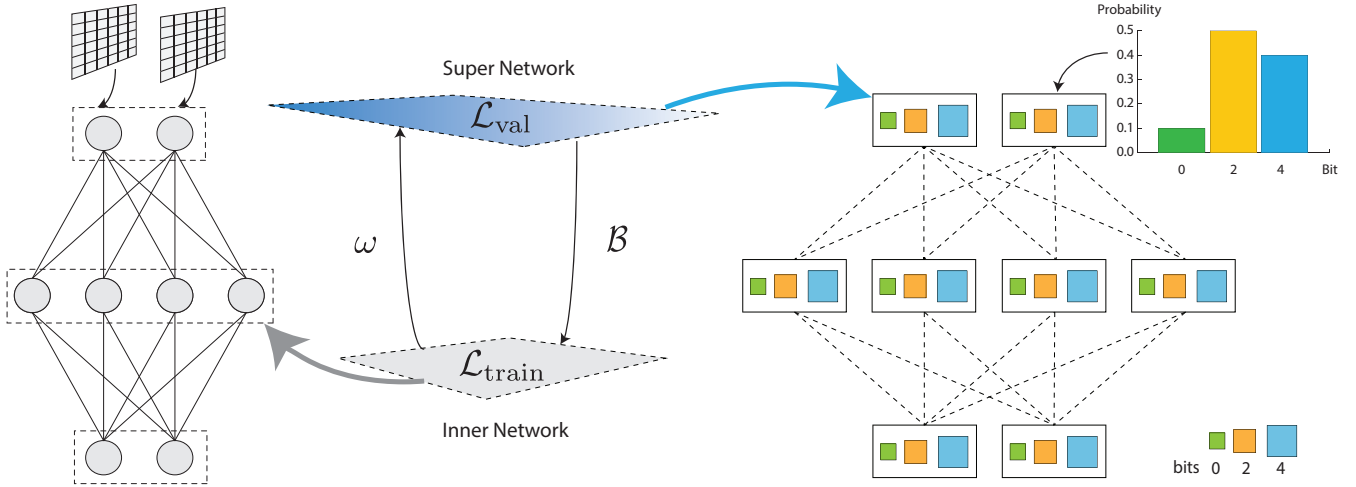 Super Network
ℒval
ω
ℬ
ℒtrain
Inner Network
Probability
0.5
0.4
0.3
0.2
0.1
0.0
0 2 4 Bit
bits 0 2 4